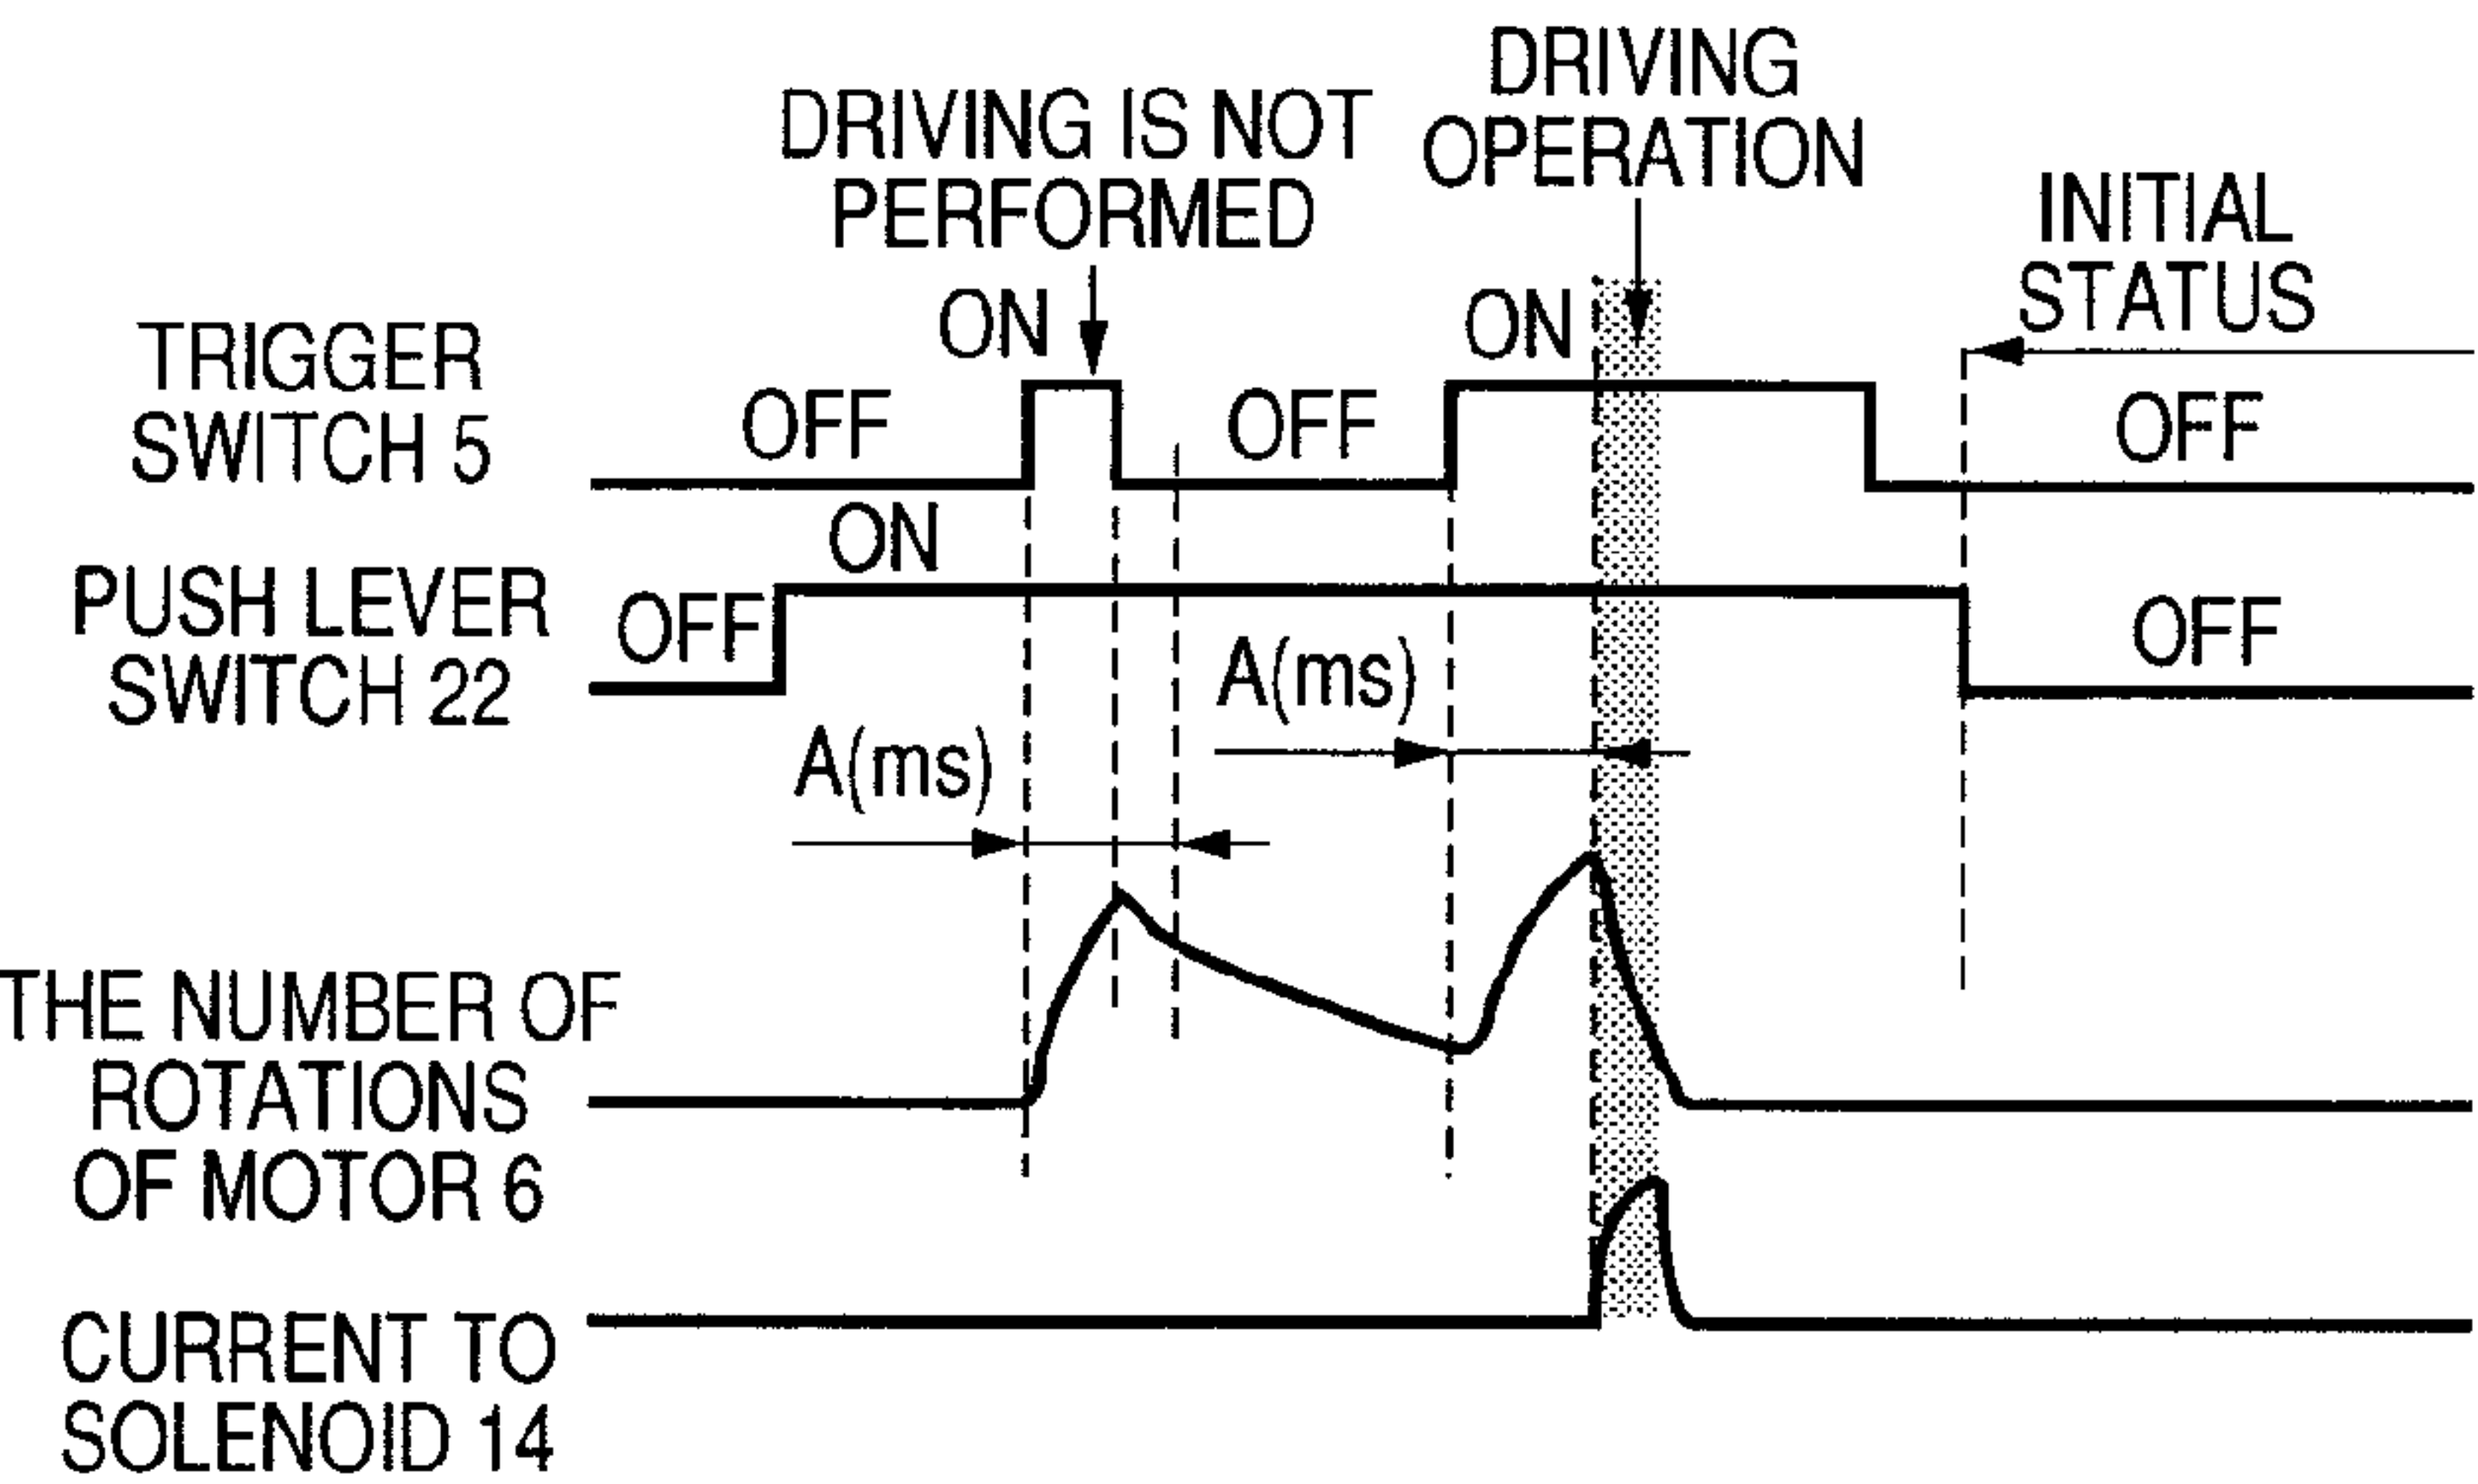 DRIVING IS NOT
PERFORMED
DRIVING
OPERATION
INITIAL
STATUS
TRIGGER
SWITCH 5
OFF
ON
OFF
ON
OFF
PUSH LEVER
SWITCH 22
OFF
ON
OFF
A(ms)
A(ms)
THE NUMBER OF
ROTATIONS
OF MOTOR 6
CURRENT TO
SOLENOID 14